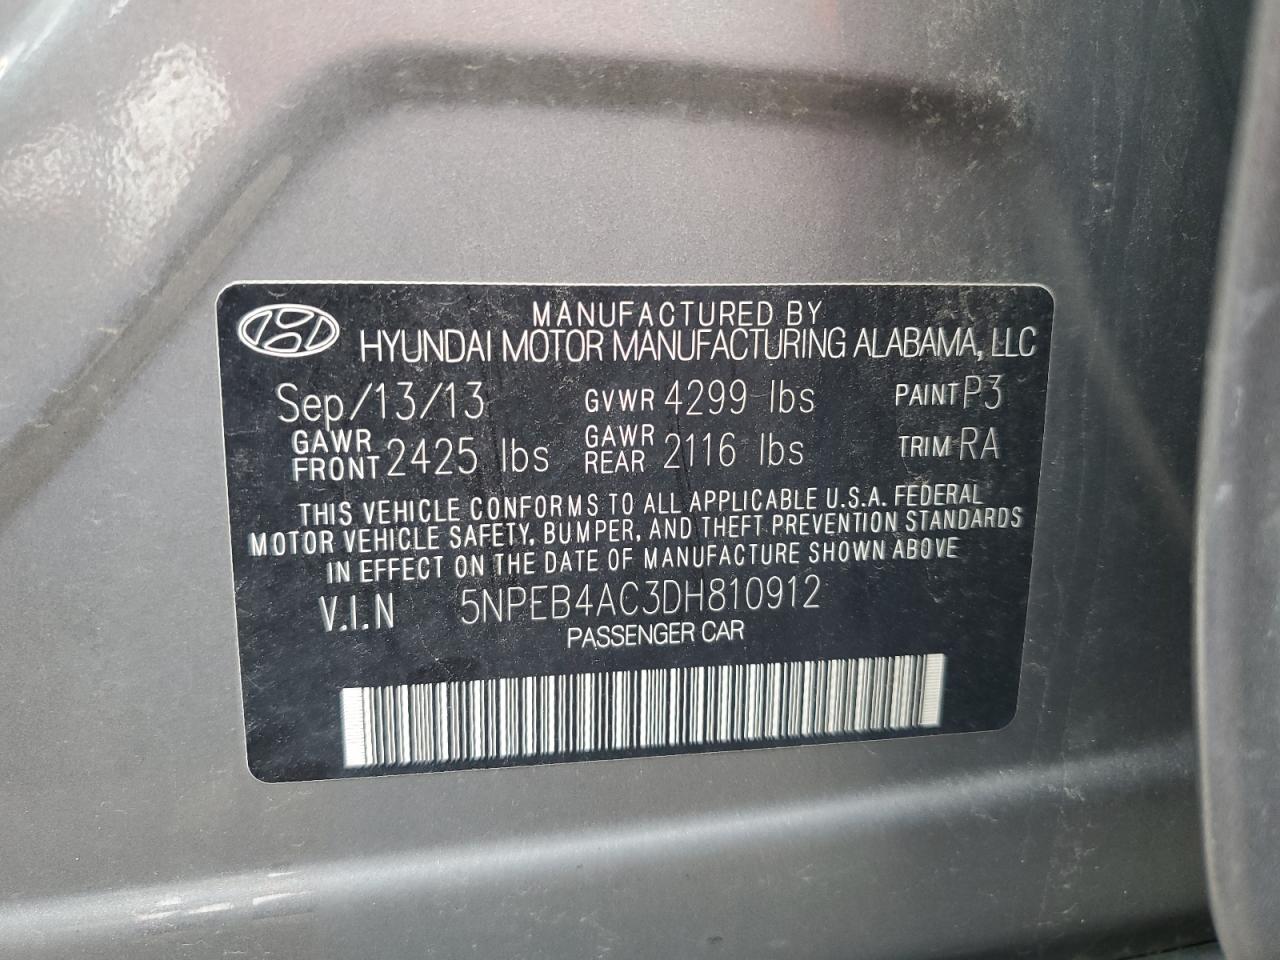 MANUFACTURED BY
HYUNDAI MOTOR MANUFACTURING ALABAMA, LLC
Sep/13/13 GVWR 4299 lbs PAINT P3
GAWR FRONT 2425 lbs GAWR REAR 2116 lbs TRIM RA
THIS VEHICLE CONFORMS TO ALL APPLICABLE U.S.A. FEDERAL
MOTOR VEHICLE SAFETY, BUMPER, AND THEFT PREVENTION STANDARDS
IN EFFECT ON THE DATE OF MANUFACTURE SHOWN ABOVE
V.I.N 5NPEB4AC3DH810912
PASSENGER CAR